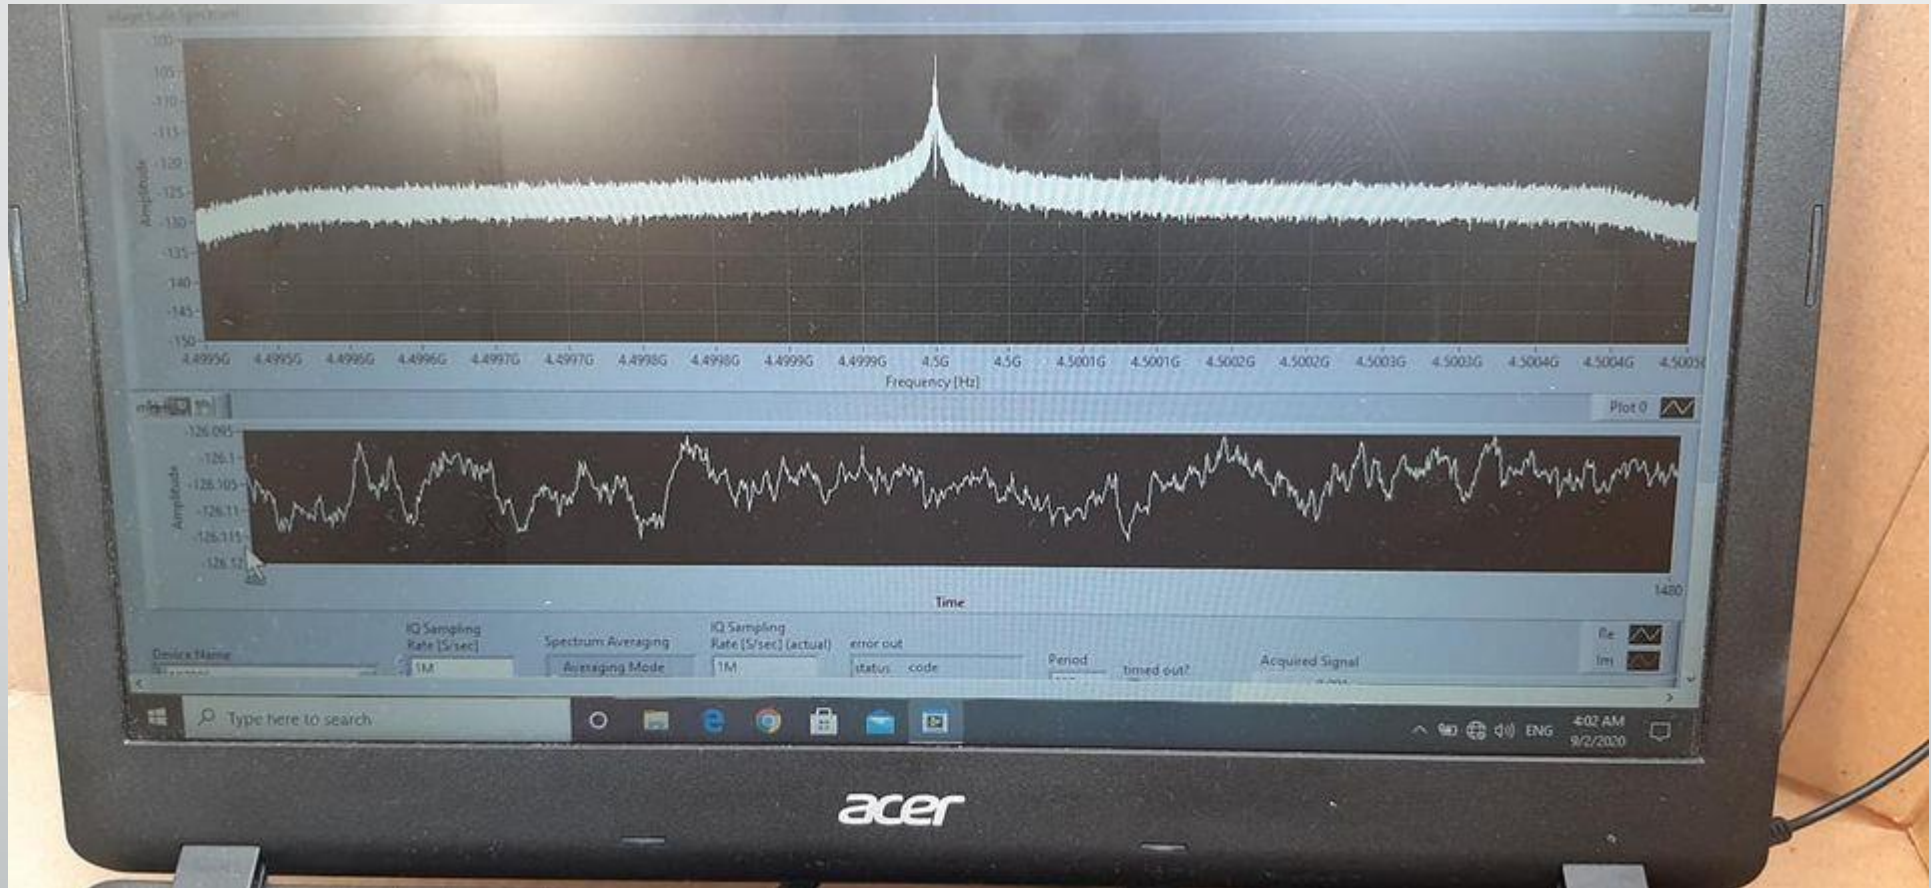 Amplitude
-100
-105
-110
-115
-120
-125
-130
-135
-140
-145
-150
4.4995G 4.4995G 4.4996G 4.4996G 4.4997G 4.4997G 4.4998G 4.4998G 4.4999G 4.4999G 4.5G 4.5G 4.5001G 4.5001G 4.5002G 4.5002G 4.5003G 4.5003G 4.5004G 4.5004G
Frequency [Hz]
Plot 0
Amplitude
-126.095
-126.1
-126.105
-126.11
-126.115
-126.12
1480
Time
Device Name
IQ Sampling
Rate [S/sec]
1M
Spectrum Averaging
Averaging Mode
IQ Sampling
Rate [S/sec] (actual)
1M
error out
status code
Period
timed out?
Acquired Signal
Re
Im
Type here to search
ENG
4:02 AM
9/2/2020
acer